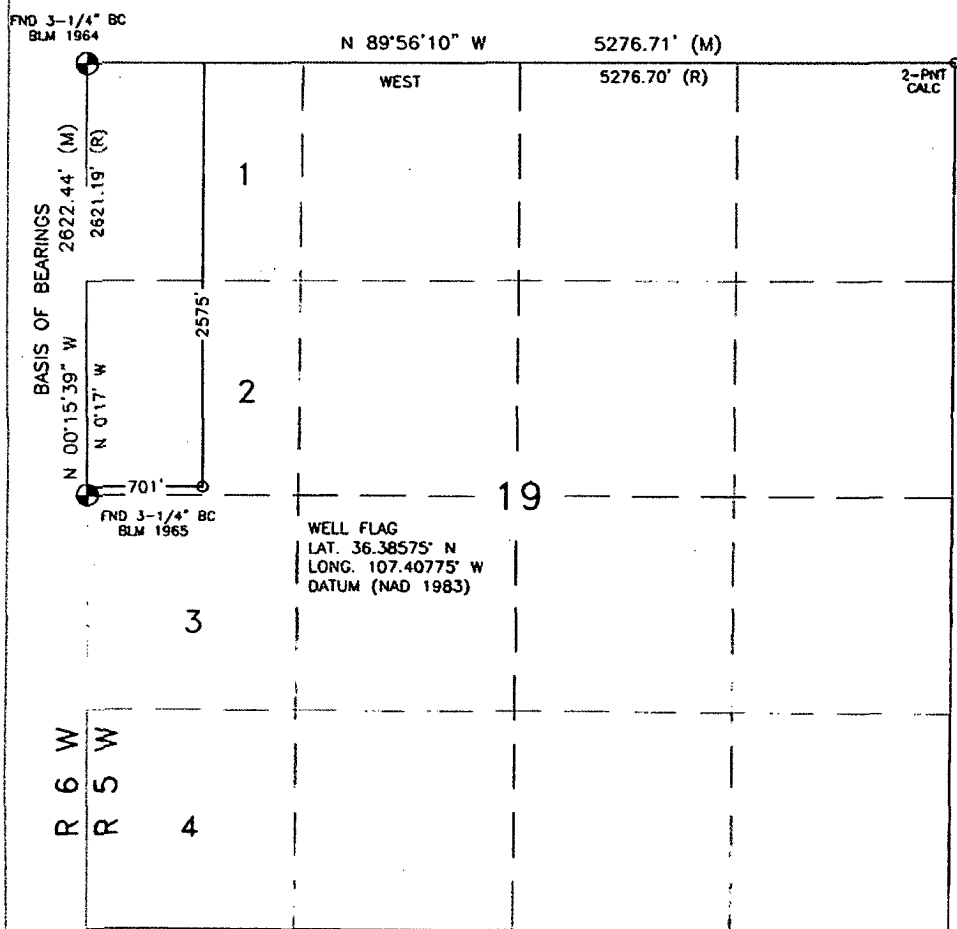 FND 3-1/4" BC
BLM 1964
N 89°56'10" W 5276.71' (M)
WEST 5276.70' (R)
2-PNT
CALC
BASIS OF BEARINGS
N 00°15'39" W 2622.44' (M)
N 0°17' W 2621.19' (R)
1
2575'
2
701'
19
FND 3-1/4" BC
BLM 1965
WELL FLAG
LAT. 36.38575° N
LONG. 107.40775° W
DATUM (NAD 1983)
3
R 6 W
R 5 W
4